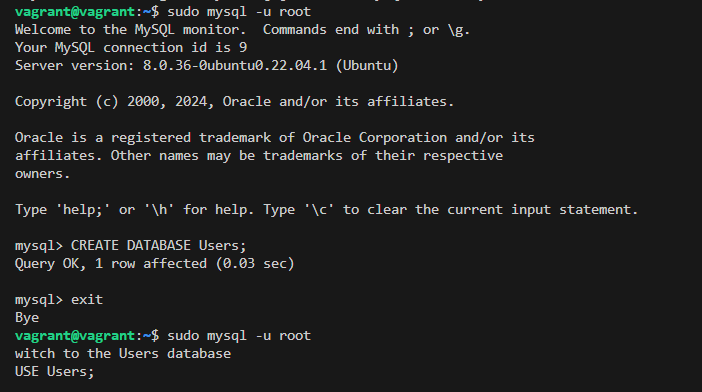 vagrant@vagrant:~$ sudo mysql -u root
Welcome to the MySQL monitor.  Commands end with ; or \g.
Your MySQL connection id is 9
Server version: 8.0.36-0ubuntu0.22.04.1 (Ubuntu)
Copyright (c) 2000, 2024, Oracle and/or its affiliates.
Oracle is a registered trademark of Oracle Corporation and/or its
affiliates. Other names may be trademarks of their respective
owners.
Type 'help;' or '\h' for help. Type '\c' to clear the current input statement.
mysql> CREATE DATABASE Users;
Query OK, 1 row affected (0.03 sec)
mysql> exit
Bye
vagrant@vagrant:~$ sudo mysql -u root
witch to the Users database
USE Users;